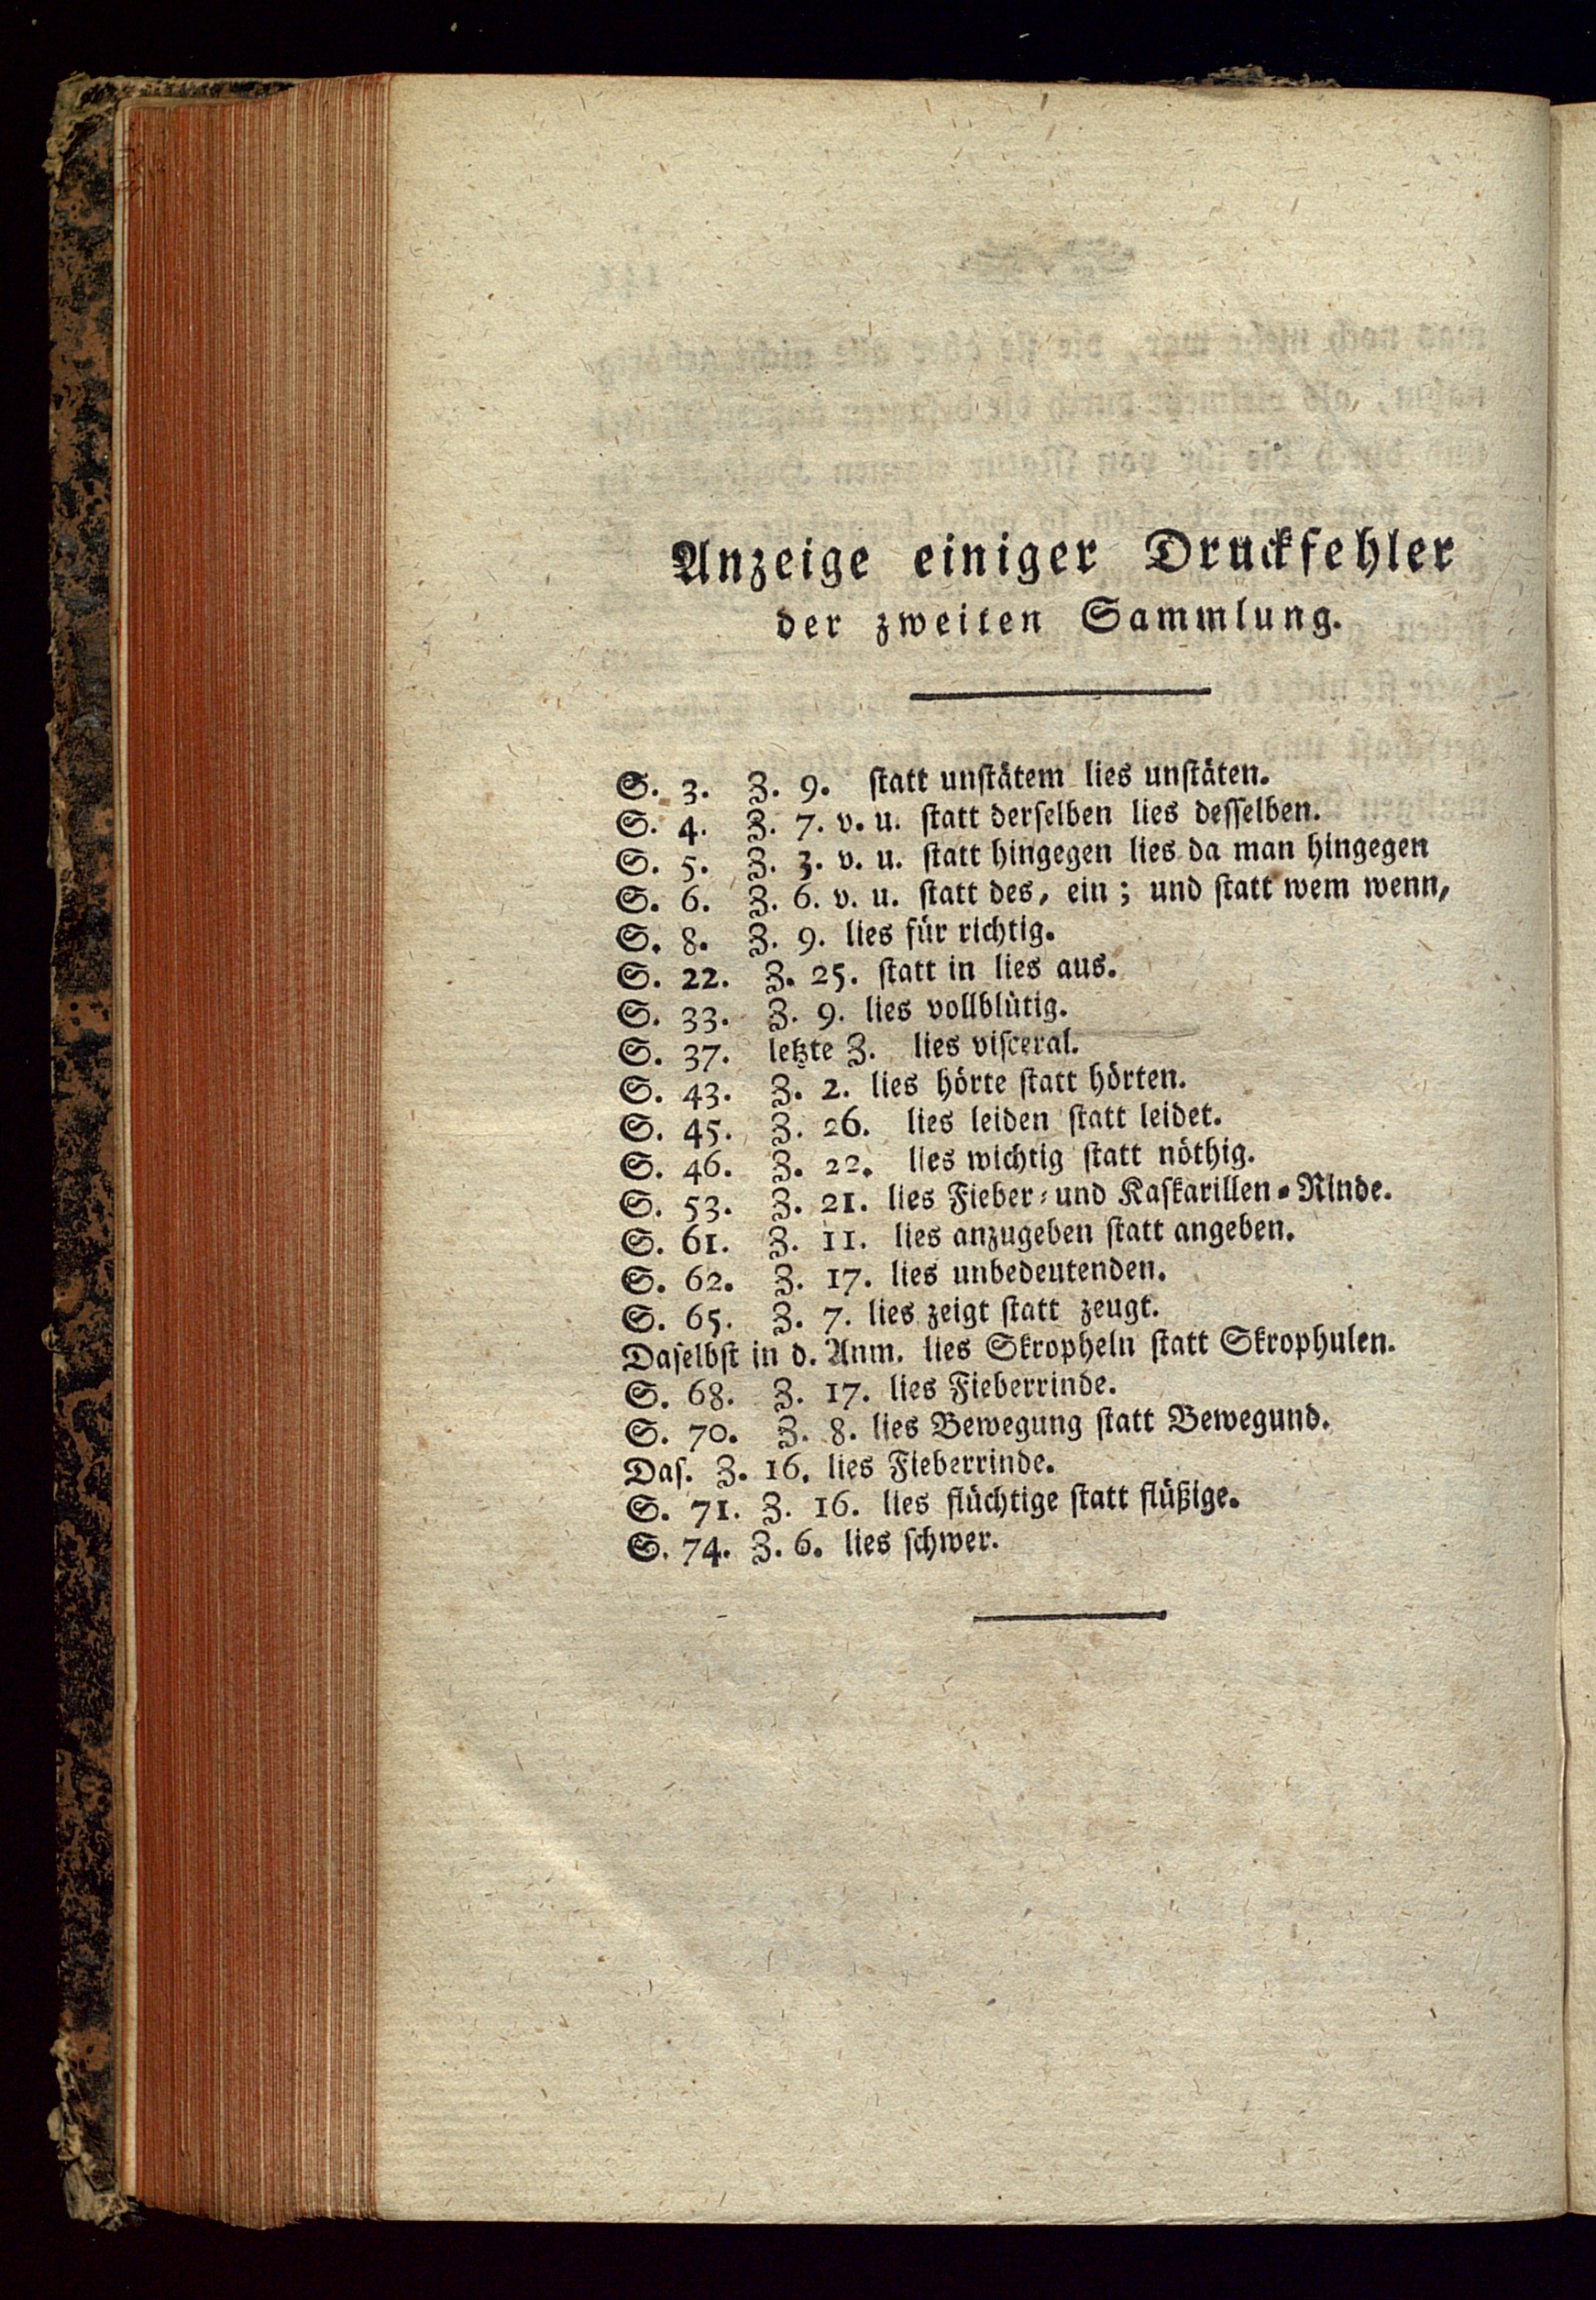 Anzeige einiger Druckfehler
der zweiten Sammlung.
S. 3. Z. 9. ſtatt unſtätem lies unſtäten.
S. 4. Z. 7. v. u. ſtatt derſelben lies deſſelben.
S. 5. Z. 3. v. u. ſtatt hingegen lies da man hingegen
S. 6. Z. 6. v. u. ſtatt des, ein; und ſtatt wem wenn,
S. 8. Z. 9. lies für richtig.
S. 22. Z. 25. ſtatt in lies aus.
S. 33. Z. 9. lies vollblütig.
S. 37. letzte Z. lies viſceral.
S. 43. Z. 2. lies hörte ſtatt hörten.
S. 45. Z. 26. lies leiden ſtatt leidet.
S. 46. Z. 22. lies wichtig ſtatt nöthig.
S. 53. Z. 21. lies Fieber- und Kaſkarillen-Rinde.
S. 61. Z. 11. lies anzugeben ſtatt angeben.
S. 62. Z. 17. lies unbedeutenden.
S. 65. Z. 7. lies zeigt ſtatt zeugt.
Daſelbſt in d. Anm. lies Skropheln ſtatt Skrophulen.
S. 68. Z. 17. lies Fieberrinde.
S. 70. Z. 8. lies Bewegung ſtatt Bewegund.
Daſ. Z. 16. lies Fieberrinde.
S. 71. Z. 16. lies flüchtige ſtatt flüßige.
S. 74. Z. 6. lies ſchwer.